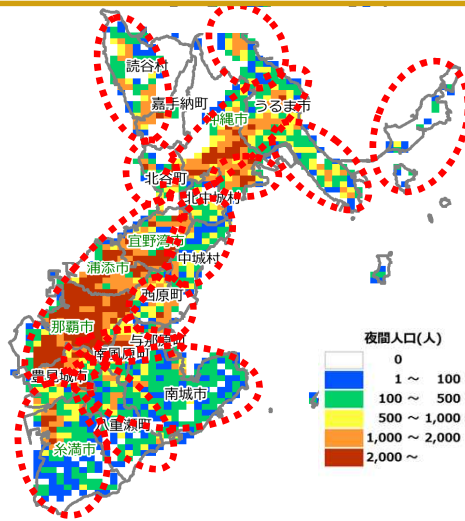 読谷村
嘉手納町
うるま市
沖縄市
北谷町
北中城村
宜野湾市
中城村
浦添市
西原町
那覇市
与那原町
南風原町
豊見城市
南城市
八重瀬町
糸満市
夜間人口(人)
0
1 ～ 100
100 ～ 500
500 ～ 1,000
1,000 ～ 2,000
2,000 ～